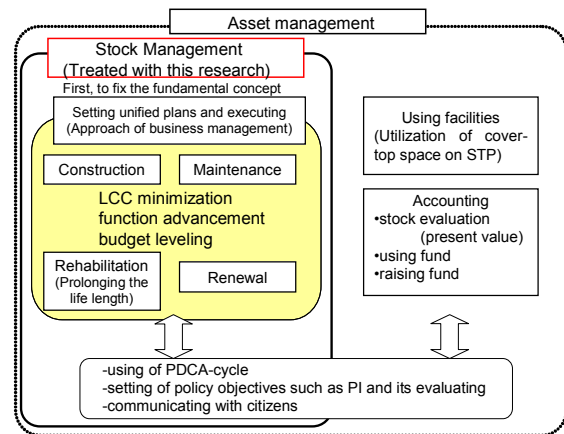 Asset management
Stock Management
(Treated with this research)
First, to fix the fundamental concept
Setting unified plans and executing
(Approach of business management)
Construction
Maintenance
LCC minimization
function advancement
budget leveling
Rehabilitation
(Prolonging the
life length)
Renewal
Using facilities
(Utilization of cover-
top space on STP)
Accounting
•stock evaluation
(present value)
•using fund
•raising fund
-using of PDCA-cycle
-setting of policy objectives such as PI and its evaluating
-communicating with citizens